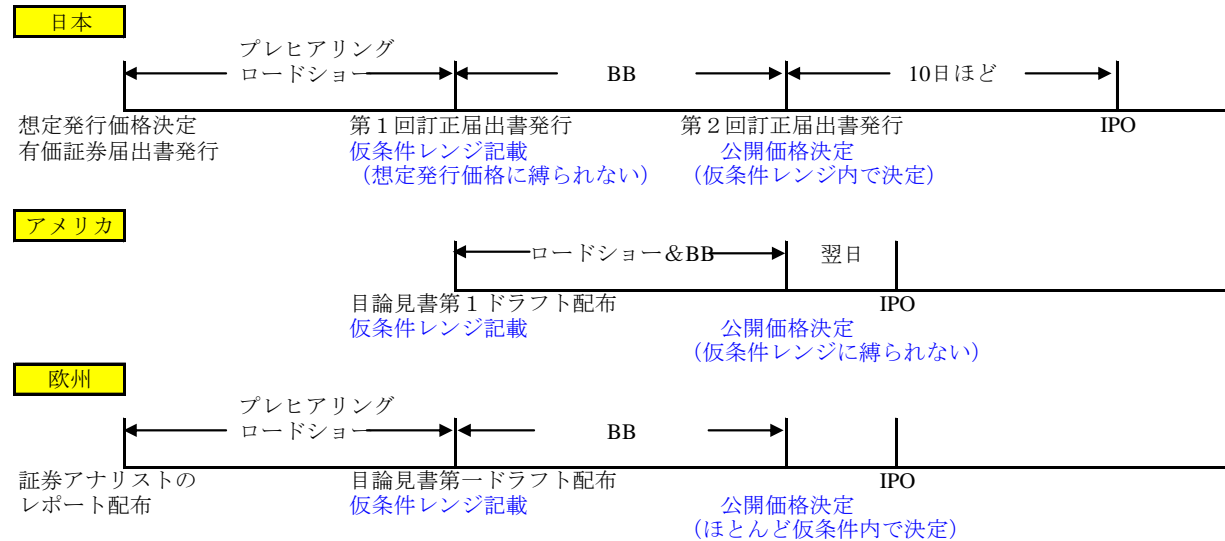 日本
プレヒアリング
ロードショー
BB
10日ほど
想定発行価格決定
有価証券届出書発行
第1回訂正届出書発行
仮条件レンジ記載
（想定発行価格に縛られない）
第2回訂正届出書発行
公開価格決定
（仮条件レンジ内で決定）
IPO
アメリカ
ロードショー＆BB
翌日
目論見書第1ドラフト配布
仮条件レンジ記載
公開価格決定
（仮条件レンジに縛られない）
IPO
欧州
プレヒアリング
ロードショー
BB
証券アナリストの
レポート配布
目論見書第一ドラフト配布
仮条件レンジ記載
公開価格決定
（ほとんど仮条件内で決定）
IPO